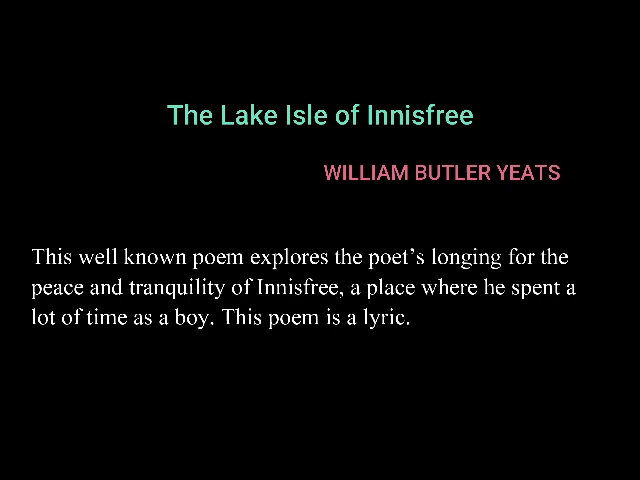 The Lake Isle of Innisfree
WILLIAM BUTLER YEATS
This well known poem explores the poet’s longing for the
peace and tranquility of Innisfree, a place where he spent a
lot of time as a boy. This poem is a lyric.